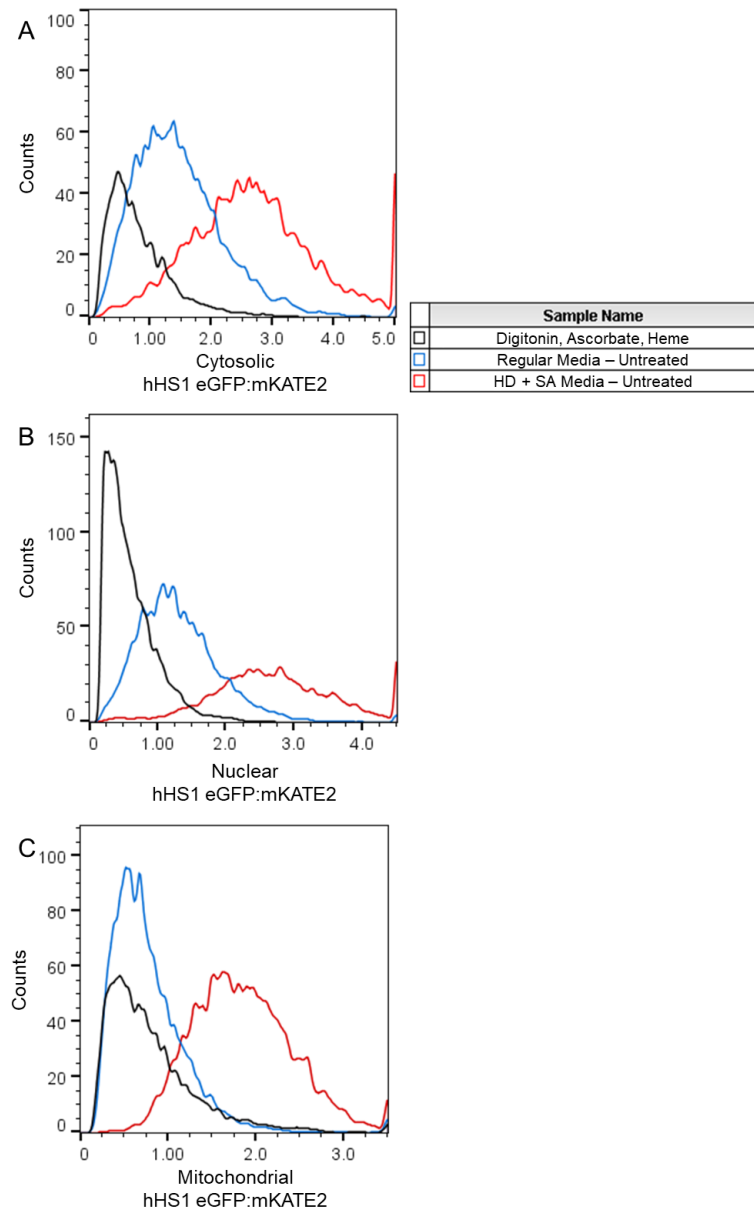 A
100
80
60
40
20
0
Counts
0 1.00 2.0 3.0 4.0 5.0
Cytosolic
hHS1 eGFP:mKATE2
Sample Name
Digitonin, Ascorbate, Heme
Regular Media – Untreated
HD + SA Media – Untreated
B
150
100
50
0
Counts
0 1.00 2.0 3.0 4.0
Nuclear
hHS1 eGFP:mKATE2
C
100
80
60
40
20
0
Counts
0 1.00 2.0 3.0
Mitochondrial
hHS1 eGFP:mKATE2